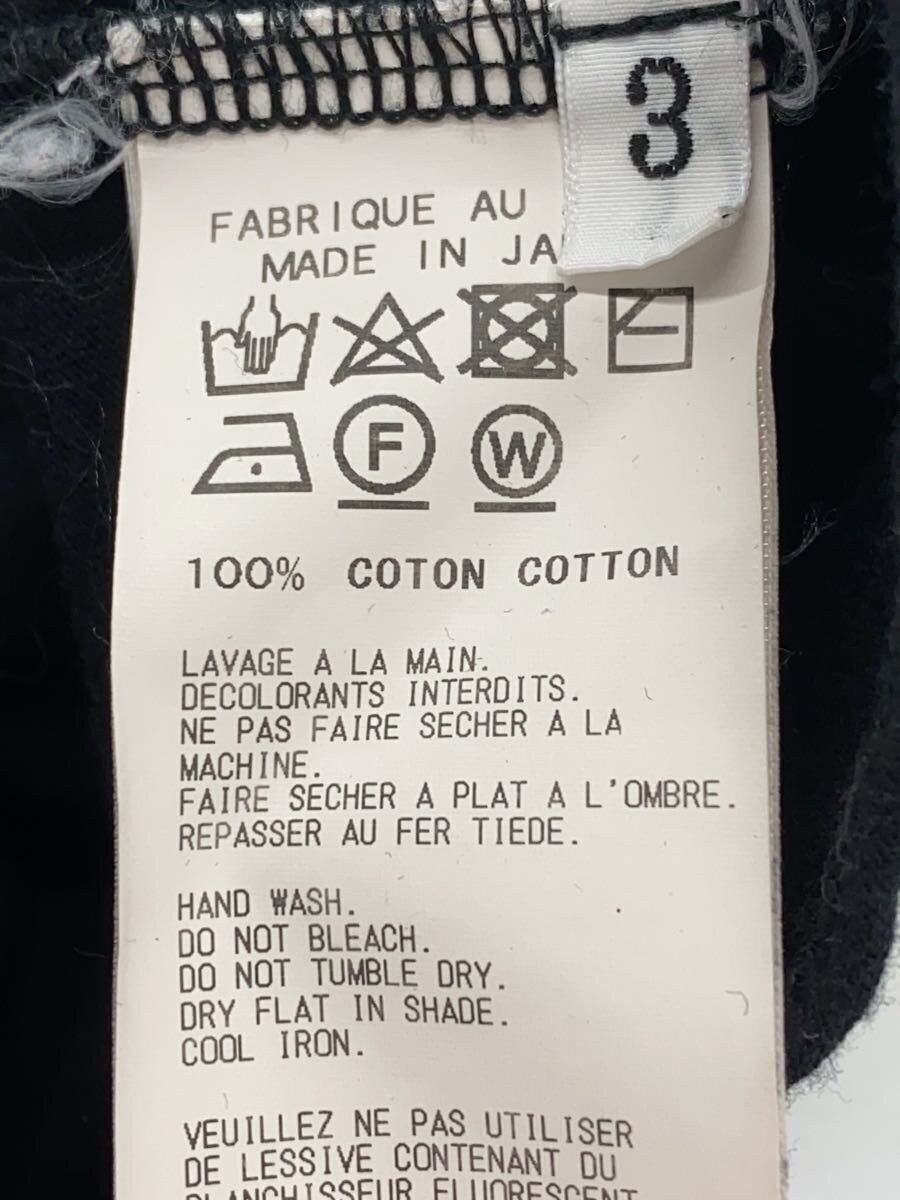 3
FABRIQUE AU
MADE IN
F
W
100% COTON COTTON
LAVAGE A LA MAIN.
DECOLORANTS INTERDITS.
NE PAS FAIRE SECHER A LA
MACHINE.
FAIRE SECHER A PLAT A L'OMBRE.
REPASSER AU FER TIEDE.
HAND WASH.
DO NOT BLEACH.
DO NOT TUMBLE DRY.
DRY FLAT IN SHADE.
COOL IRON.
VEUILLEZ NE PAS UTILISER
DE LESSIVE CONTENANT DU
BLANCHISSEUR FLUORESCENT